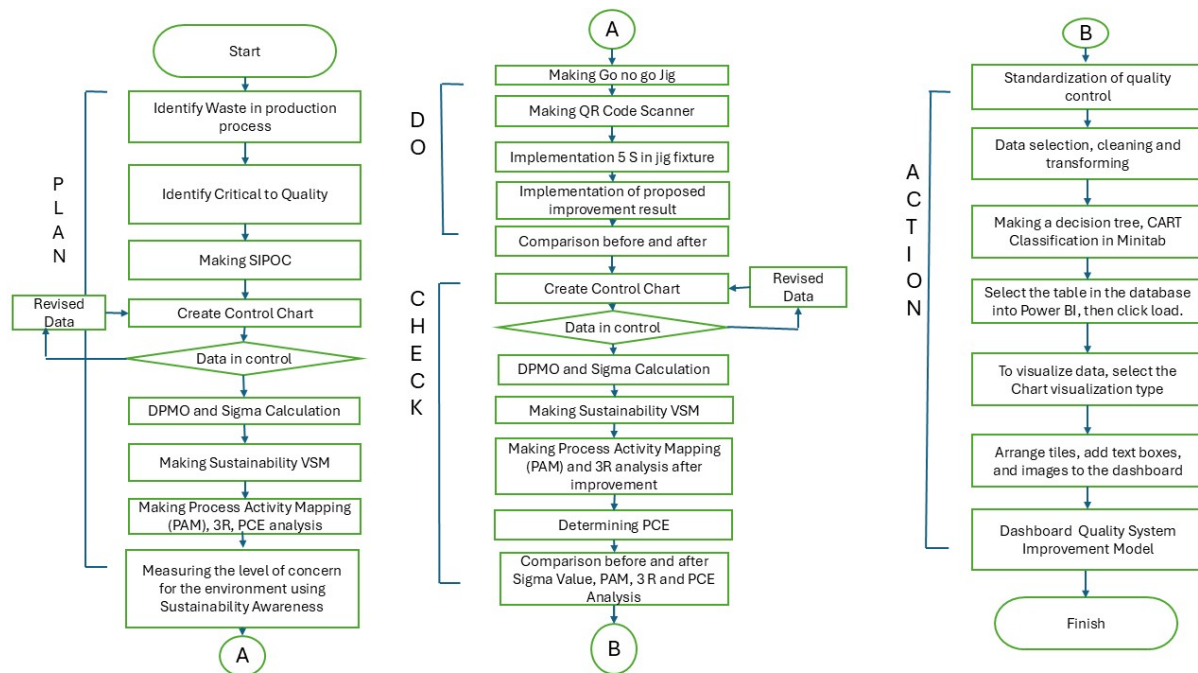 Start
Identify Waste in production
process
Identify Critical to Quality
Making SIPOC
Revised
Data
Create Control Chart
Data in control
DPMO and Sigma Calculation
Making Sustainability VSM
Making Process Activity Mapping
(PAM), 3R, PCE analysis
Measuring the level of concern
for the environment using
Sustainability Awareness
A
P
L
A
N
A
Making Go no go Jig
Making QR Code Scanner
Implementation 5 S in jig fixture
Implementation of proposed
improvement result
Comparison before and after
D
O
Create Control Chart
Revised
Data
Data in control
DPMO and Sigma Calculation
Making Sustainability VSM
Making Process Activity Mapping
(PAM) and 3R analysis after
improvement
Determining PCE
Comparison before and after
Sigma Value, PAM, 3 R and PCE
Analysis
B
C
H
E
C
K
B
Standardization of quality
control
Data selection, cleaning and
transforming
Making a decision tree, CART
Classification in Minitab
Select the table in the database
into Power BI, then click load.
To visualize data, select the
Chart visualization type
Arrange tiles, add text boxes,
and images to the dashboard
Dashboard Quality System
Improvement Model
Finish
A
C
T
I
O
N